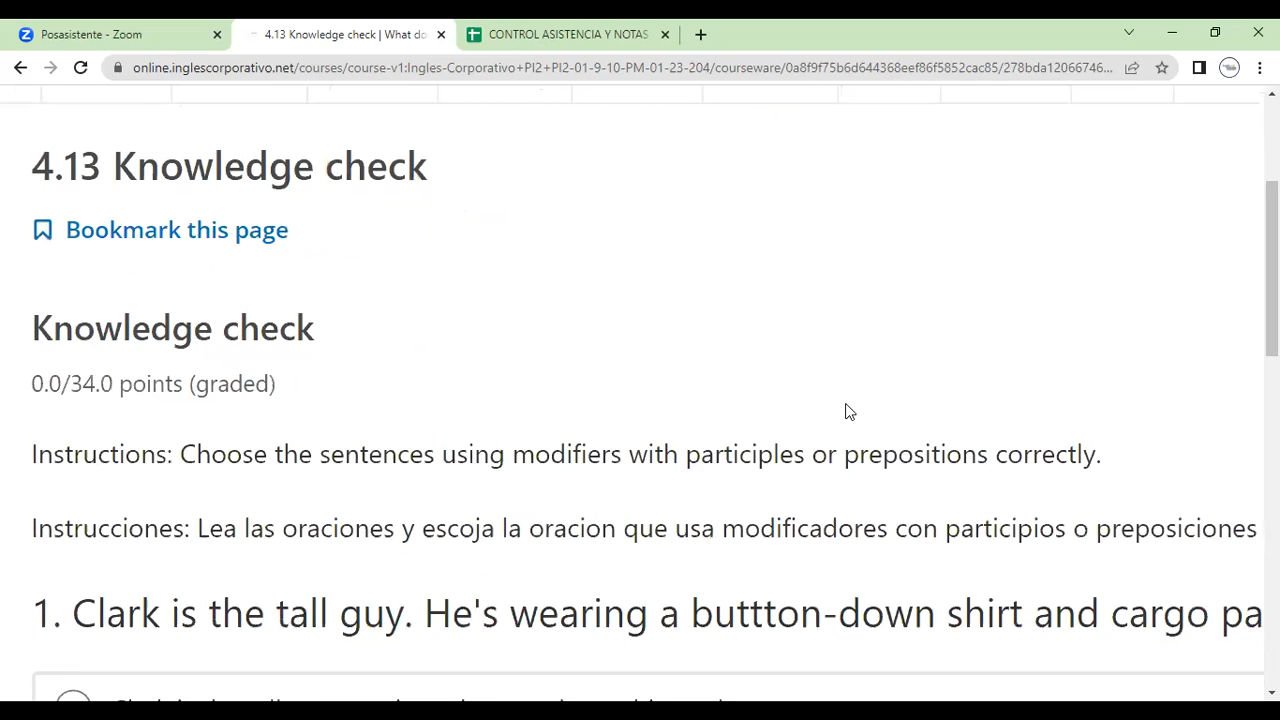 Posasistente - Zoom
4.13 Knowledge check | What do
CONTROL ASISTENCIA Y NOTAS
online.inglescorporativo.net/courses/course-v1:Ingles-Corporativo+PI2+PI2-01-9-10-PM-01-23-204/courseware/0a8f9f75b6d644368eef86f5852cac85/278bda12066746...
4.13 Knowledge check
Bookmark this page
Knowledge check
0.0/34.0 points (graded)
Instructions: Choose the sentences using modifiers with participles or prepositions correctly.
Instrucciones: Lea las oraciones y escoja la oracion que usa modificadores con participios o preposiciones
1. Clark is the tall guy. He's wearing a buttton-down shirt and cargo pa